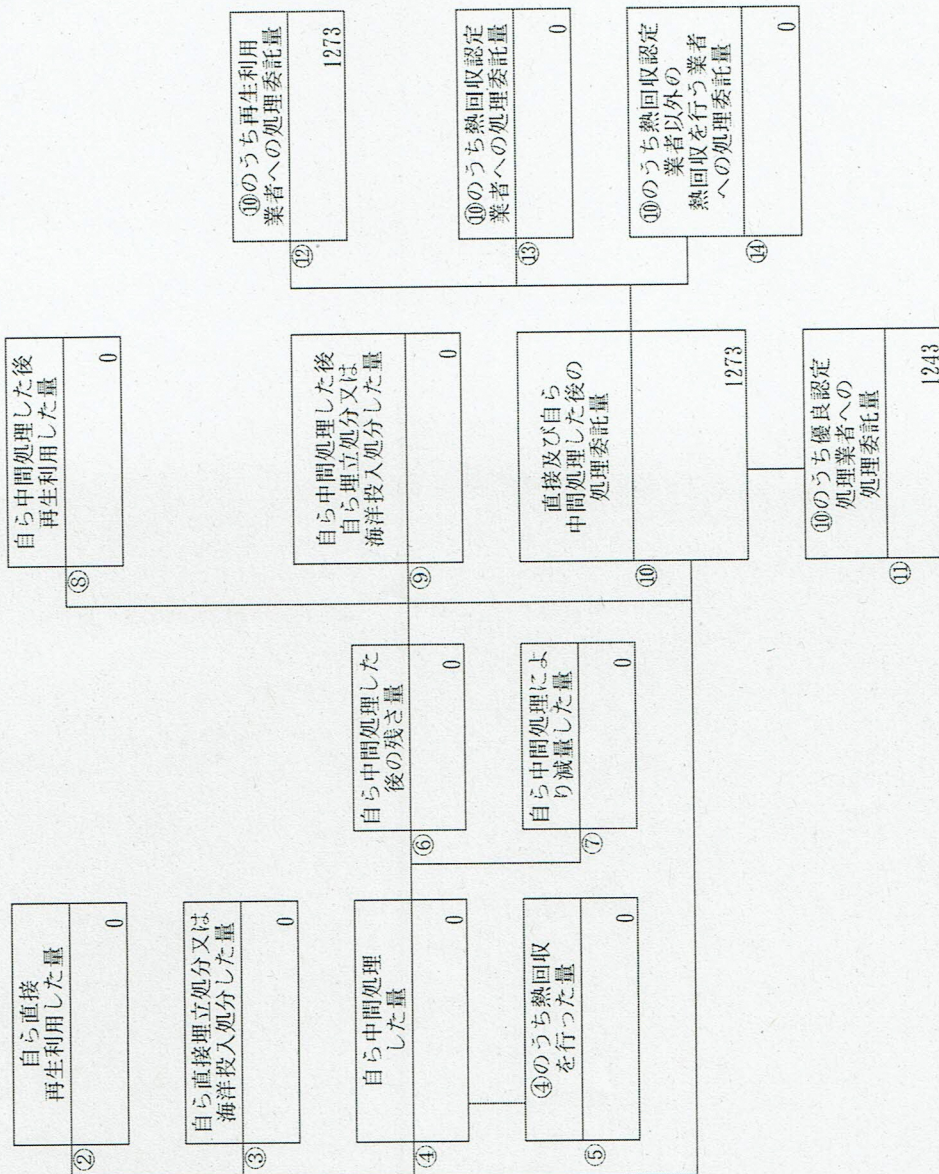 ②
自ら直接
再生利用した量
0
③
自ら直接埋立処分又は
海洋投入処分した量
0
④
自ら中間処理
した量
0
⑤
④のうち熱回収
を行った量
0
⑥
自ら中間処理した
後の残さ量
0
⑦
自ら中間処理によ
り減量した量
0
⑧
自ら中間処理した後
再生利用した量
0
⑨
自ら中間処理した後
自ら埋立処分又は
海洋投入処分した量
0
⑩
直接及び自ら
中間処理した後の
処理委託量
1273
⑪
⑩のうち優良認定
処理業者への
処理委託量
1243
⑫
⑩のうち再生利用
業者への処理委託量
1273
⑬
⑩のうち熱回収認定
業者への処理委託量
0
⑭
⑩のうち熱回収認定
業者以外の
熱回収を行う業者
への処理委託量
0